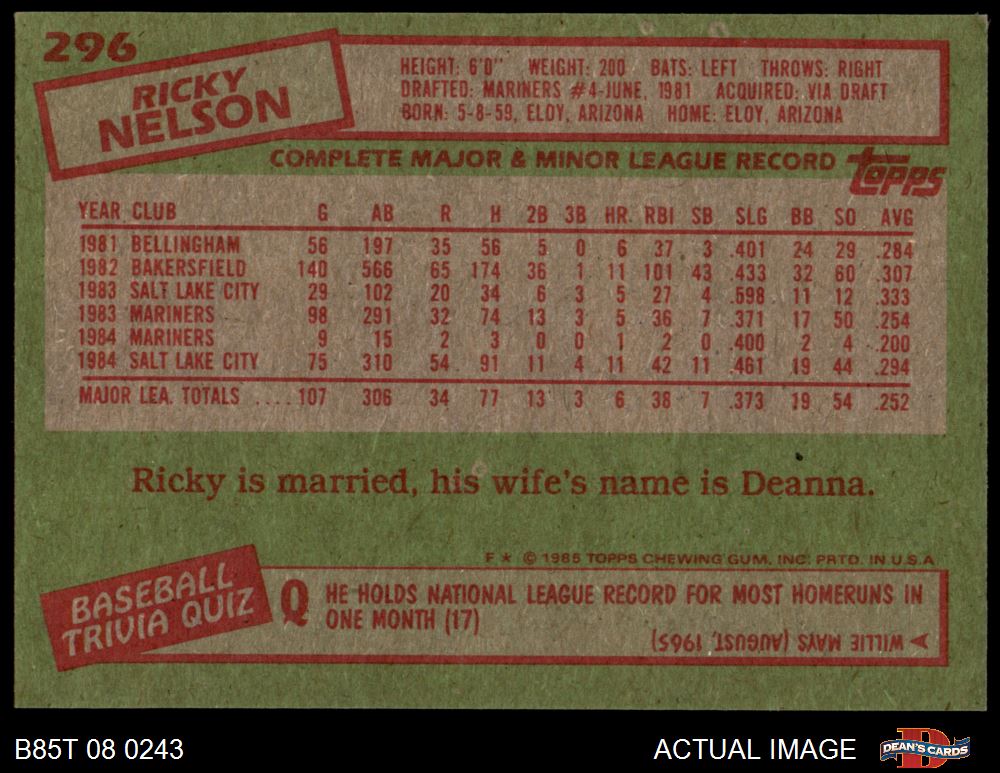 296
RICKY
NELSON
HEIGHT: 6'0" WEIGHT: 200 BATS: LEFT THROWS: RIGHT
DRAFTED: MARINERS #4-JUNE, 1981 ACQUIRED: VIA DRAFT
BORN: 5-8-59, ELOY, ARIZONA HOME: ELOY, ARIZONA
COMPLETE MAJOR & MINOR LEAGUE RECORD
TOPPS
YEAR CLUB G AB R H 2B 3B HR. RBI SB SLG BB SO AVG
1981 BELLINGHAM 56 197 35 56 5 0 6 37 3 .401 24 29 .284
1982 BAKERSFIELD 140 566 65 174 36 1 11 101 43 .433 32 60 .307
1983 SALT LAKE CITY 29 102 20 34 6 3 5 27 4 .598 11 12 .333
1983 MARINERS 98 291 32 74 13 3 5 36 7 .371 17 50 .254
1984 MARINERS 9 15 2 3 0 0 1 2 0 .400 2 4 .200
1984 SALT LAKE CITY 75 310 54 91 11 4 11 42 11 .461 19 44 .294
MAJOR LEA. TOTALS ....107 306 34 77 13 3 6 38 7 .373 19 54 .252
Ricky is married, his wife's name is Deanna.
F * © 1985 TOPPS CHEWING GUM, INC. PRTD. IN U.S.A
BASEBALL
TRIVIA QUIZ
Q HE HOLDS NATIONAL LEAGUE RECORD FOR MOST HOMERUNS IN
ONE MONTH (17)
WILLIE MAYS (AUGUST, 1965)
B85T 08 0243
ACTUAL IMAGE
D
DEAN'S CARDS